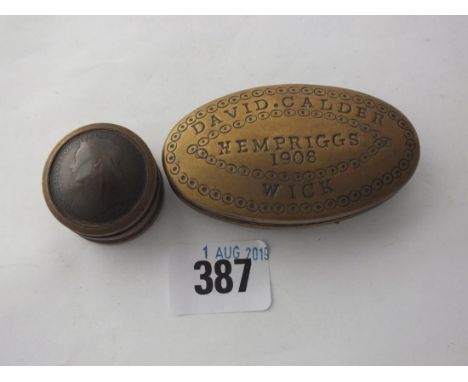 DAVID·CALDER
HEMPRIGGS
1908
WICK
1 AUG 2019
387